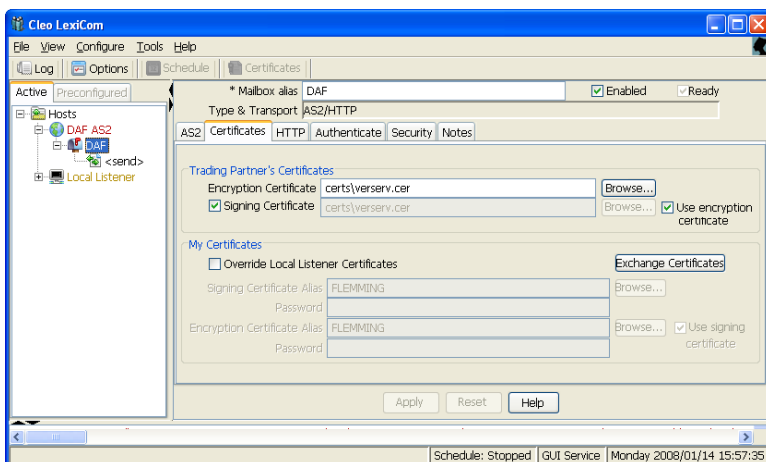 Cleo LexiCom
File View Configure Tools Help
Log Options Schedule Certificates
Active Preconfigured
Hosts
DAF AS2
DAF
<send>
Local Listener
* Mailbox alias DAF Enabled Ready
Type & Transport AS2/HTTP
AS2 Certificates HTTP Authenticate Security Notes
Trading Partner's Certificates
Encryption Certificate certs\verserv.cer Browse...
Signing Certificate certs\verserv.cer Browse... Use encryption
certificate
My Certificates
Override Local Listener Certificates Exchange Certificates
Signing Certificate Alias FLEMMING Browse...
Password
Encryption Certificate Alias FLEMMING Browse... Use signing
certificate
Password
Apply Reset Help
Schedule: Stopped GUI Service Monday 2008/01/14 15:57:35